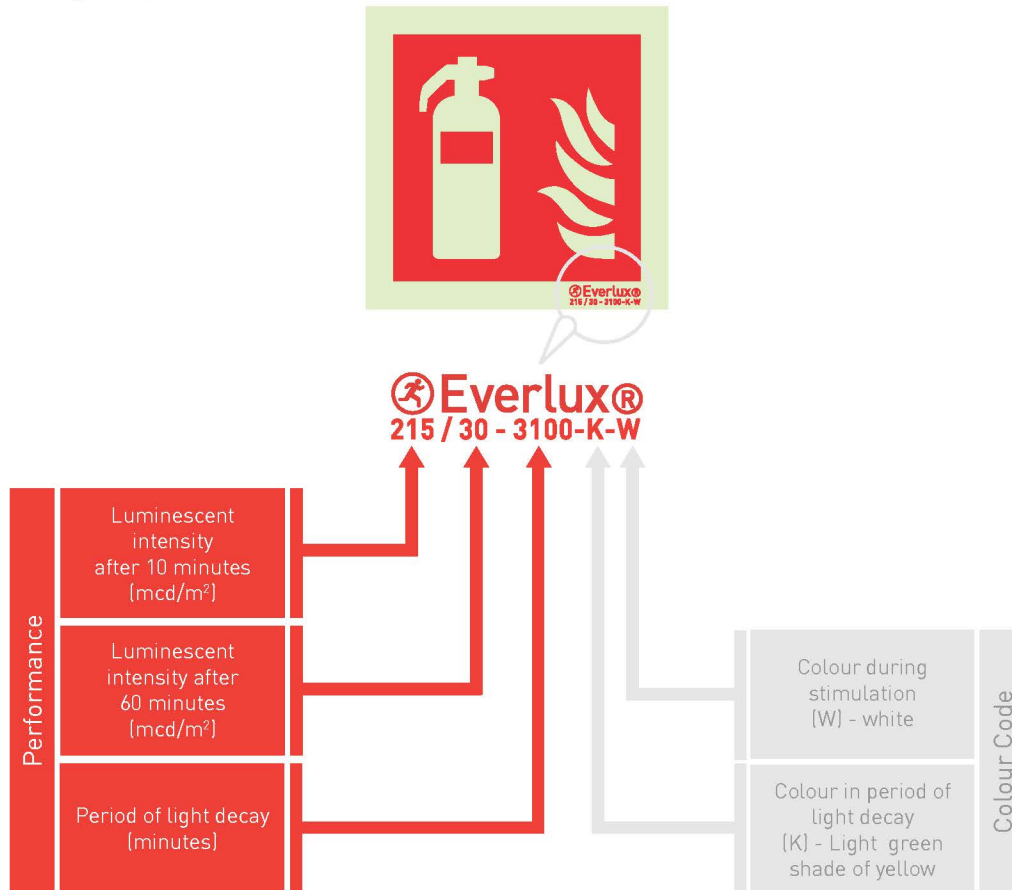 Everlux®
215 / 30 - 3100-K-W
Everlux®
215 / 30 - 3100-K-W
Performance
Luminescent
intensity
after 10 minutes
(mcd/m²)
Luminescent
intensity after
60 minutes
(mcd/m²)
Period of light decay
(minutes)
Colour during
stimulation
(W) - white
Colour in period of
light decay
(K) - Light green
shade of yellow
Colour Code